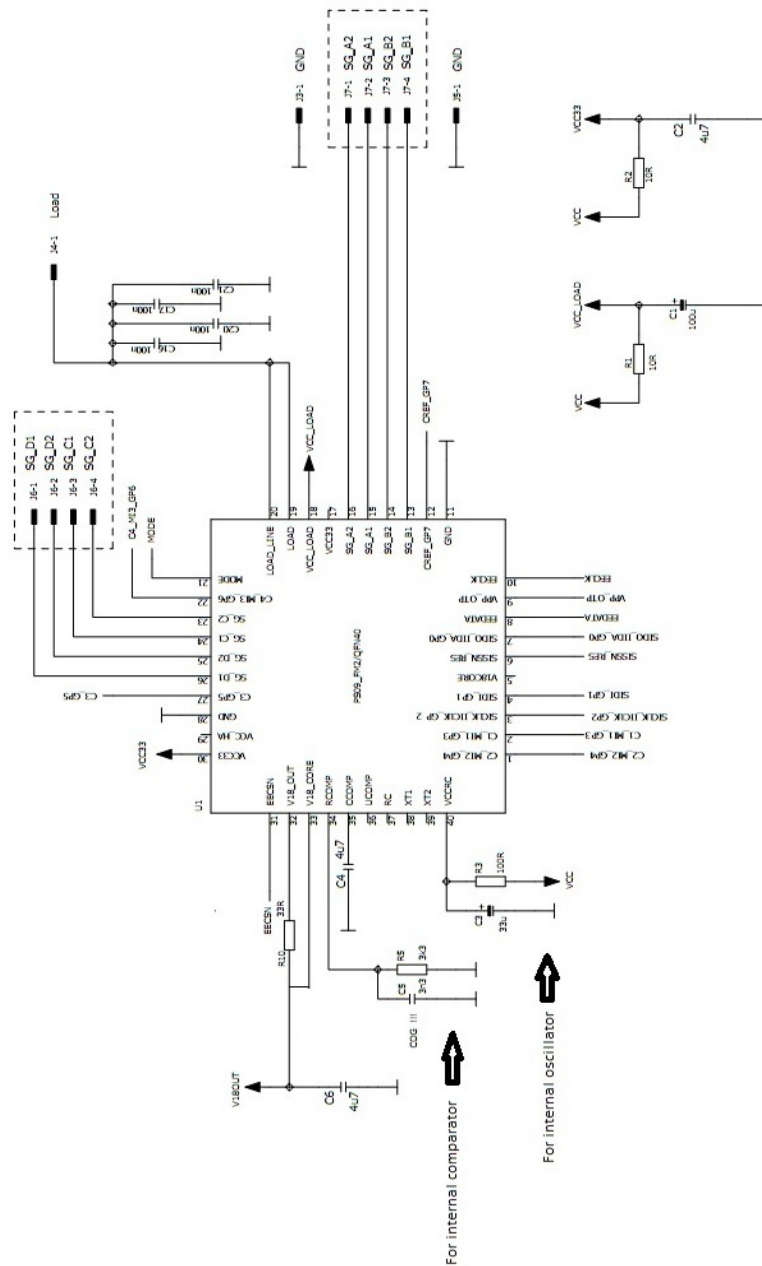 Load
J4-1
J3-1 GND
J7-1 SG_A2
J7-2 SG_A1
J7-3 SG_B2
J7-4 SG_B1
J5-1 GND
J6-1 SG_D1
J6-2 SG_D2
J6-3 SG_C1
J6-4 SG_C2
C16
100n
C20
100n
C17
100n
C21
100n
VCC33
C2
4u7
R2
10R
VCC
VCC_LOAD
C1 +
100u
R1
10R
VCC
C4_MI3_GP6
MODE
VCC_LOAD
CREF_GP7
C3_GP5
VCC33
U1
PS09_FM2/QFN40
20 LOAD_LINE
19 LOAD
18 VCC_LOAD
17 VCC33
16 SG_A2
15 SG_A1
14 SG_B2
13 SG_B1
12 CREF_GP7
11 GND
21 MODE
22 C4_MI3_GP6
23 SG_C2
24 SG_C1
25 SG_D2
26 SG_D1
27 C3_GP5
28 GND
29
30 VCC33
10 EECLK
9 VPP_OTP
8 EEDATA
7 SIDO_IIDA_GP0
6 SISSN_RES
5 V18CORE
4 SIDI_GP1
3 SICLK_IICIK_GP_2
2 C1_MI1_GP3
1 C2_MI2_GP4
EECLK
VPP_OTP
EEDATA
SIDO_IIDA_GP0
SISSN_RES
SIDI_GP1
SICLK_IICIK_GP2
C1_MI1_GP3
C2_MI2_GP4
31 EECSN
32 V18_OUT
33 V18_CORE
34 RCOMP
35 CCOMP
36 UCOMP
37 RC
38 XT1
39 XT2
40 VCCRC
EECSN
R10
33R
C4
4u7
V18OUT
C6
4u7
R5
3k3
C5
3n3
COG !!!
R3
100R
VCC
C3 +
33u
For internal comparator
For internal oscillator